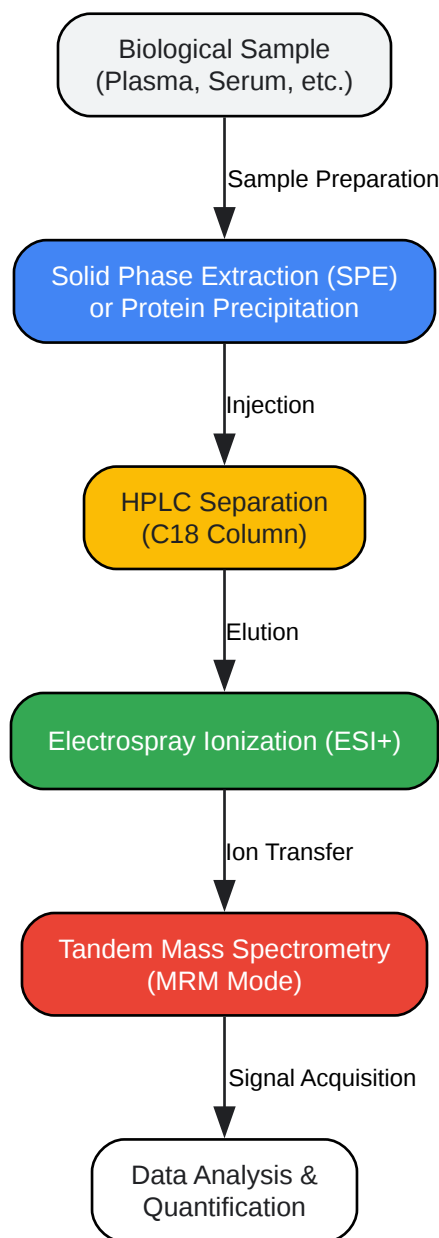 Biological Sample
(Plasma, Serum, etc.)
Sample Preparation
Solid Phase Extraction (SPE)
or Protein Precipitation
Injection
HPLC Separation
(C18 Column)
Elution
Electrospray Ionization (ESI+)
Ion Transfer
Tandem Mass Spectrometry
(MRM Mode)
Signal Acquisition
Data Analysis &
Quantification